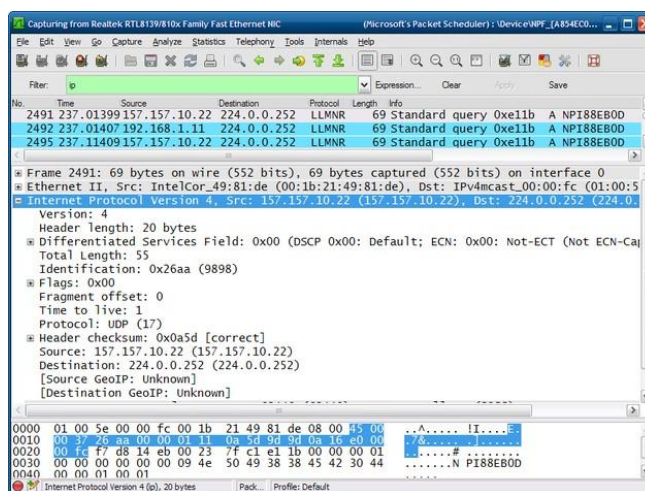 Capturing from Realtek RTL8139/810x Family Fast Ethernet NIC (Microsoft's Packet Scheduler) : \Device\NPF_{A854EC0...
File Edit View Go Capture Analyze Statistics Telephony Tools Internals Help
Filter: ip Expression... Clear Apply Save
No. Time Source Destination Protocol Length Info
2491 237.01399 157.157.10.22 224.0.0.252 LLMNR 69 Standard query 0xe11b A NPI88EB0D
2492 237.01407 192.168.1.11 224.0.0.252 LLMNR 69 Standard query 0xe11b A NPI88EB0D
2495 237.11409 157.157.10.22 224.0.0.252 LLMNR 69 Standard query 0xe11b A NPI88EB0D
Frame 2491: 69 bytes on wire (552 bits), 69 bytes captured (552 bits) on interface 0
Ethernet II, Src: IntelCor_49:81:de (00:1b:21:49:81:de), Dst: IPv4mcast_00:00:fc (01:00:5
Internet Protocol Version 4, Src: 157.157.10.22 (157.157.10.22), Dst: 224.0.0.252 (224.0.
Version: 4
Header length: 20 bytes
Differentiated Services Field: 0x00 (DSCP 0x00: Default; ECN: 0x00: Not-ECT (Not ECN-Cap
Total Length: 55
Identification: 0x26aa (9898)
Flags: 0x00
Fragment offset: 0
Time to live: 1
Protocol: UDP (17)
Header checksum: 0x0a5d [correct]
Source: 157.157.10.22 (157.157.10.22)
Destination: 224.0.0.252 (224.0.0.252)
[Source GeoIP: Unknown]
[Destination GeoIP: Unknown]
0000 01 00 5e 00 00 fc 00 1b 21 49 81 de 08 00 45 00 ..^..... !I....E.
0010 00 37 26 aa 00 00 01 11 0a 5d 9d 9d 0a 16 e0 00 .7&..... .]......
0020 00 fc f7 d8 14 eb 00 23 7f c1 e1 1b 00 00 00 01 .......# ........
0030 00 00 00 00 00 00 09 4e 50 49 38 38 45 42 30 44 .......N PI88EB0D
0040 00 00 01 00 01 .....
Internet Protocol Version 4 (ip), 20 bytes Pack... Profile: Default